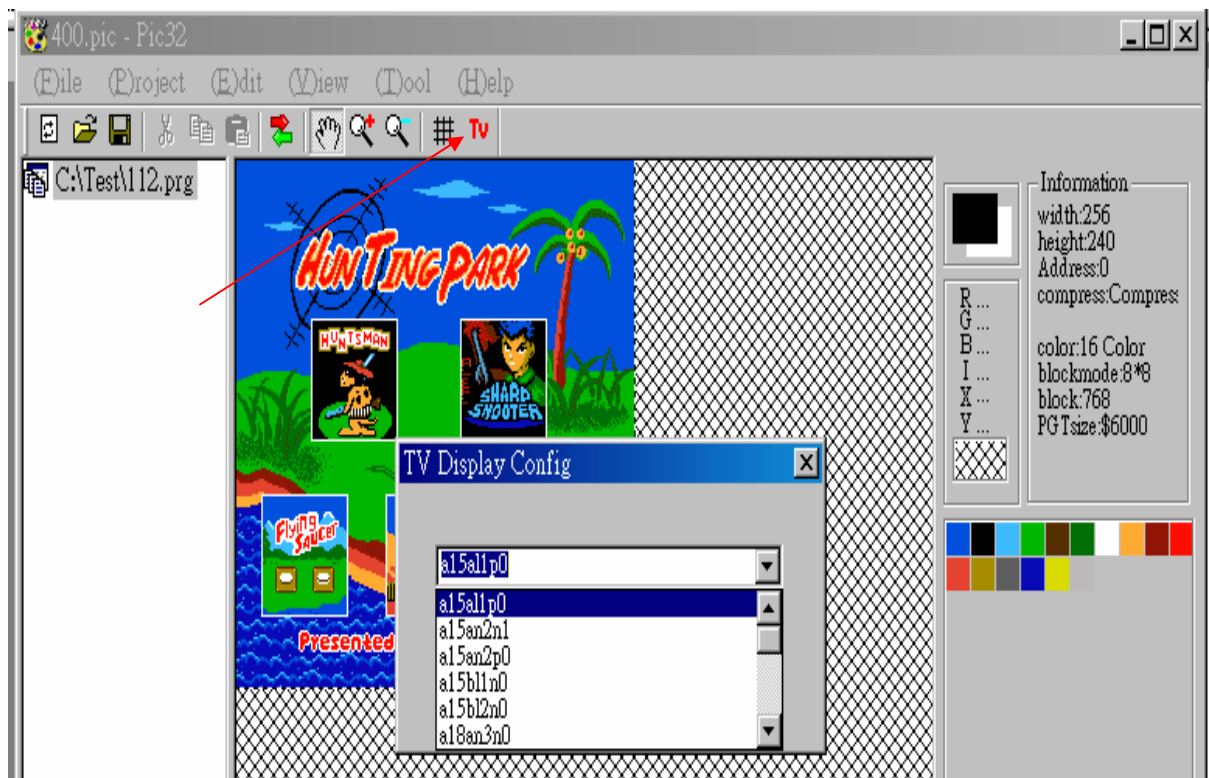 400.pic - Pic32
(E)ile (P)roject (E)dit (V)iew (T)ool (H)elp
TV
C:\Test\112.prg
HUNTING PARK
HUNTSMAN
SHARP
SHOOTER
Flying
Saucer
Presented
TV Display Config
a15al1p0
a15al1p0
a15an2n1
a15an2p0
a15bl1n0
a15bl2n0
a18an3n0
R ...
G ...
B ...
I ...
X ...
Y ...
Information
width:256
height:240
Address:0
compress:Compress
color:16 Color
blockmode:8*8
block:768
PGTsize:$6000